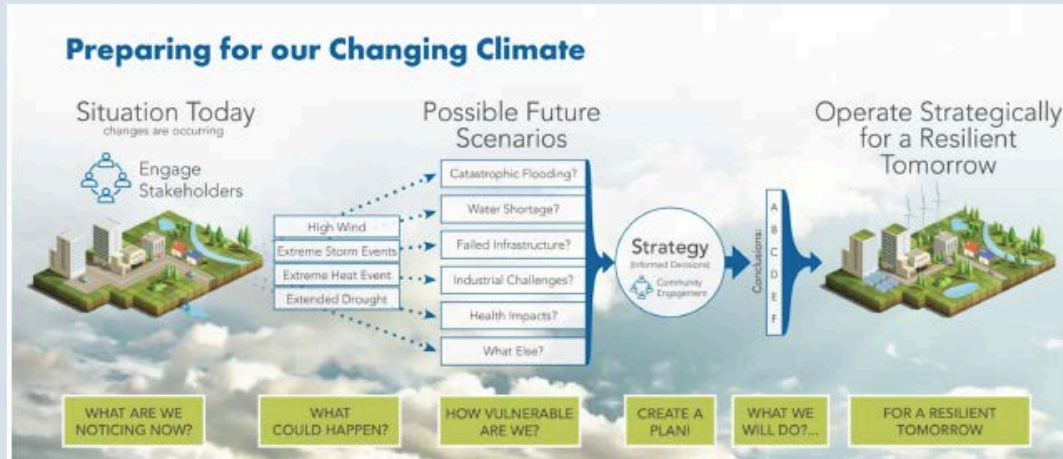 Preparing for our Changing Climate
Situation Today
changes are occurring
Engage
Stakeholders
High Wind
Extreme Storm Events
Extreme Heat Event
Extended Drought
Possible Future
Scenarios
Catastrophic Flooding?
Water Shortage?
Failed Infrastructure?
Industrial Challenges?
Health Impacts?
What Else?
Strategy
(Informed Decisions)
Community
Engagement
Conclusions:
A
B
C
D
E
F
Operate Strategically
for a Resilient
Tomorrow
WHAT ARE WE
NOTICING NOW?
WHAT
COULD HAPPEN?
HOW VULNERABLE
ARE WE?
CREATE A
PLAN!
WHAT WE
WILL DO?...
FOR A RESILIENT
TOMORROW